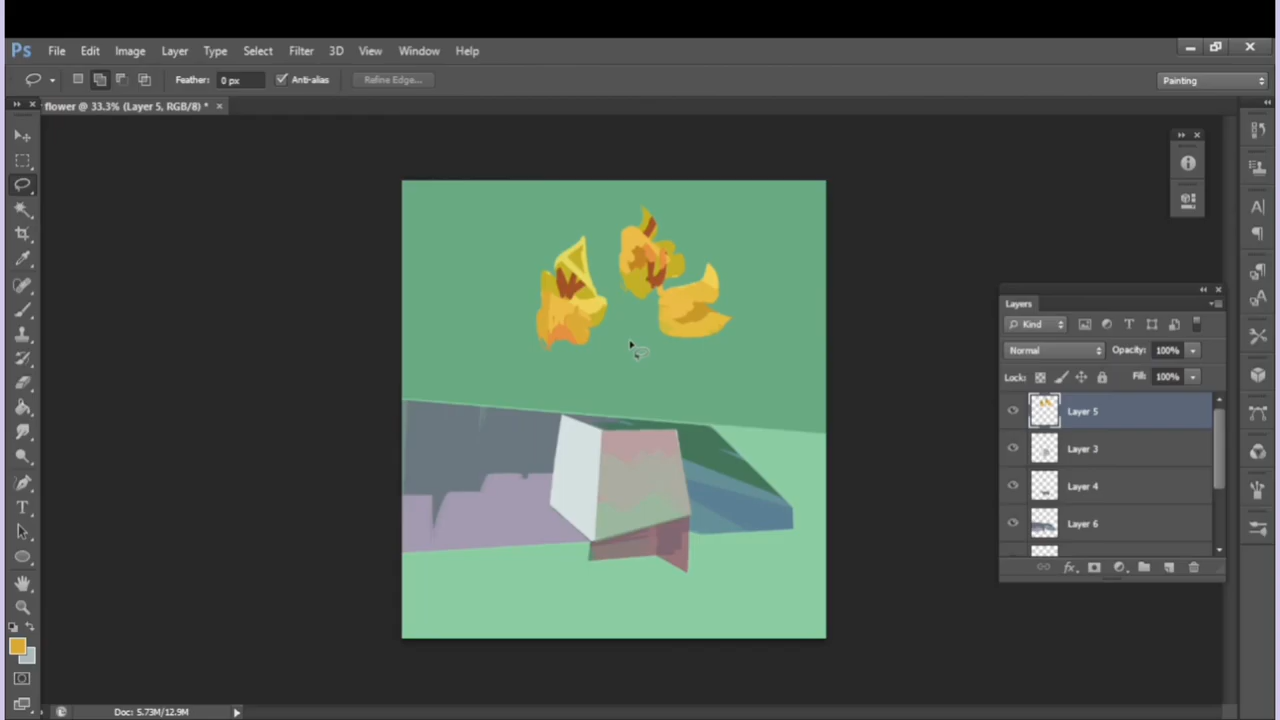 Ps File Edit Image Layer Type Select Filter 3D View Window Help
Feather: 0 px Anti-alias Refine Edge... Painting
flower @ 33.3% (Layer 5, RGB/8) * ×
Layers
Kind
Normal Opacity: 100%
Lock: Fill: 100%
Layer 5
Layer 3
Layer 4
Layer 6
Doc: 5.73M/12.9M